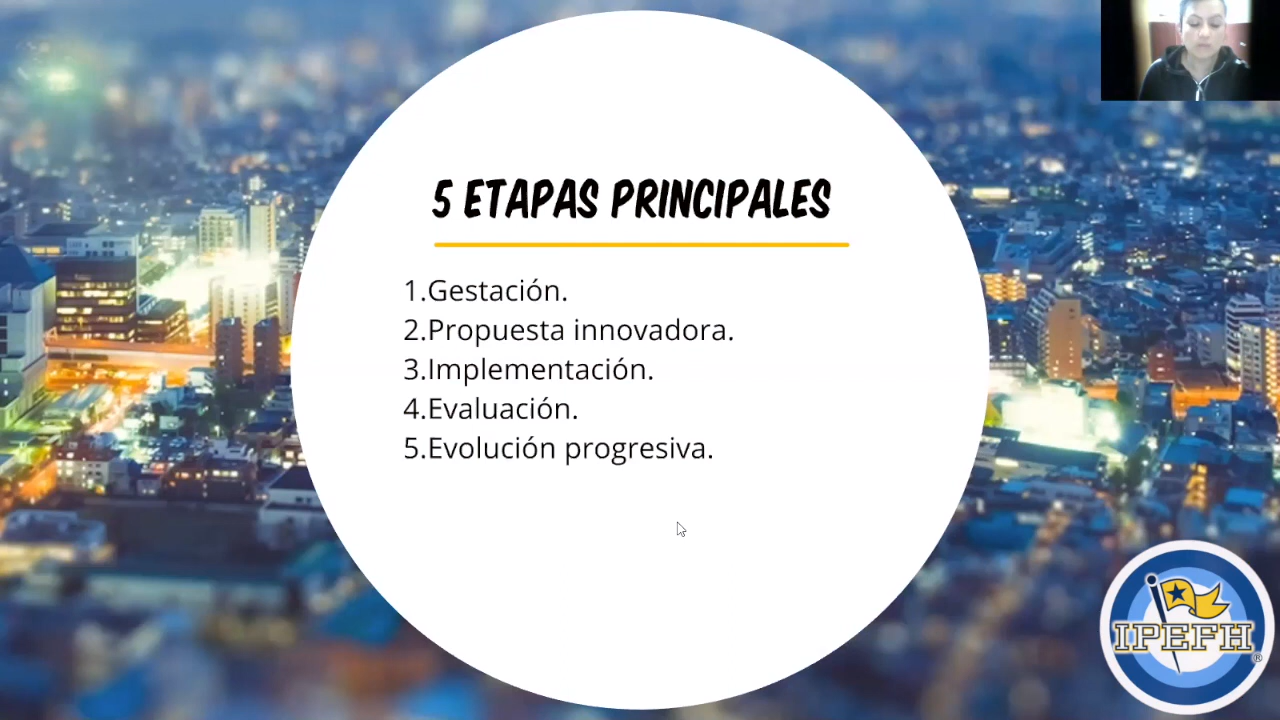 5 ETAPAS PRINCIPALES
1.Gestación.
2.Propuesta innovadora.
3.Implementación.
4.Evaluación.
5.Evolución progresiva.
IPEFH
®